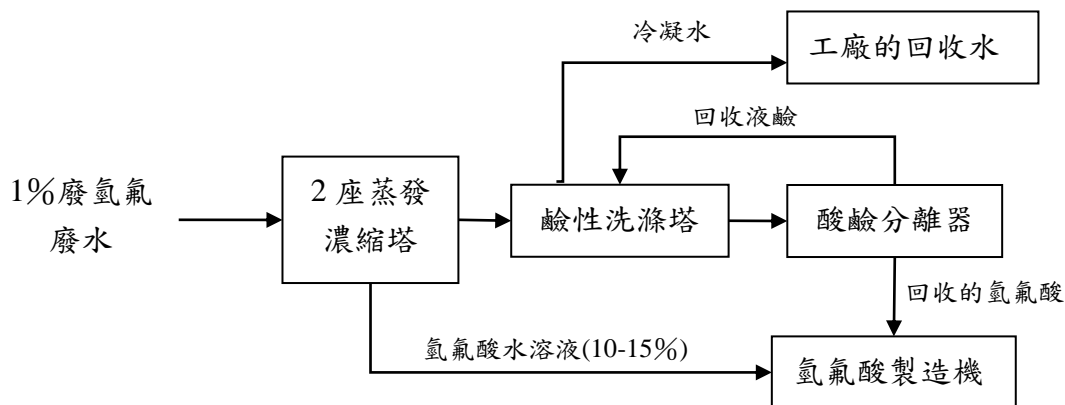 冷凝水
工廠的回收水
回收液鹼
1%廢氫氟
廢水
2 座蒸發
濃縮塔
鹼性洗滌塔
酸鹼分離器
回收的氫氟酸
氫氟酸水溶液(10-15%)
氫氟酸製造機